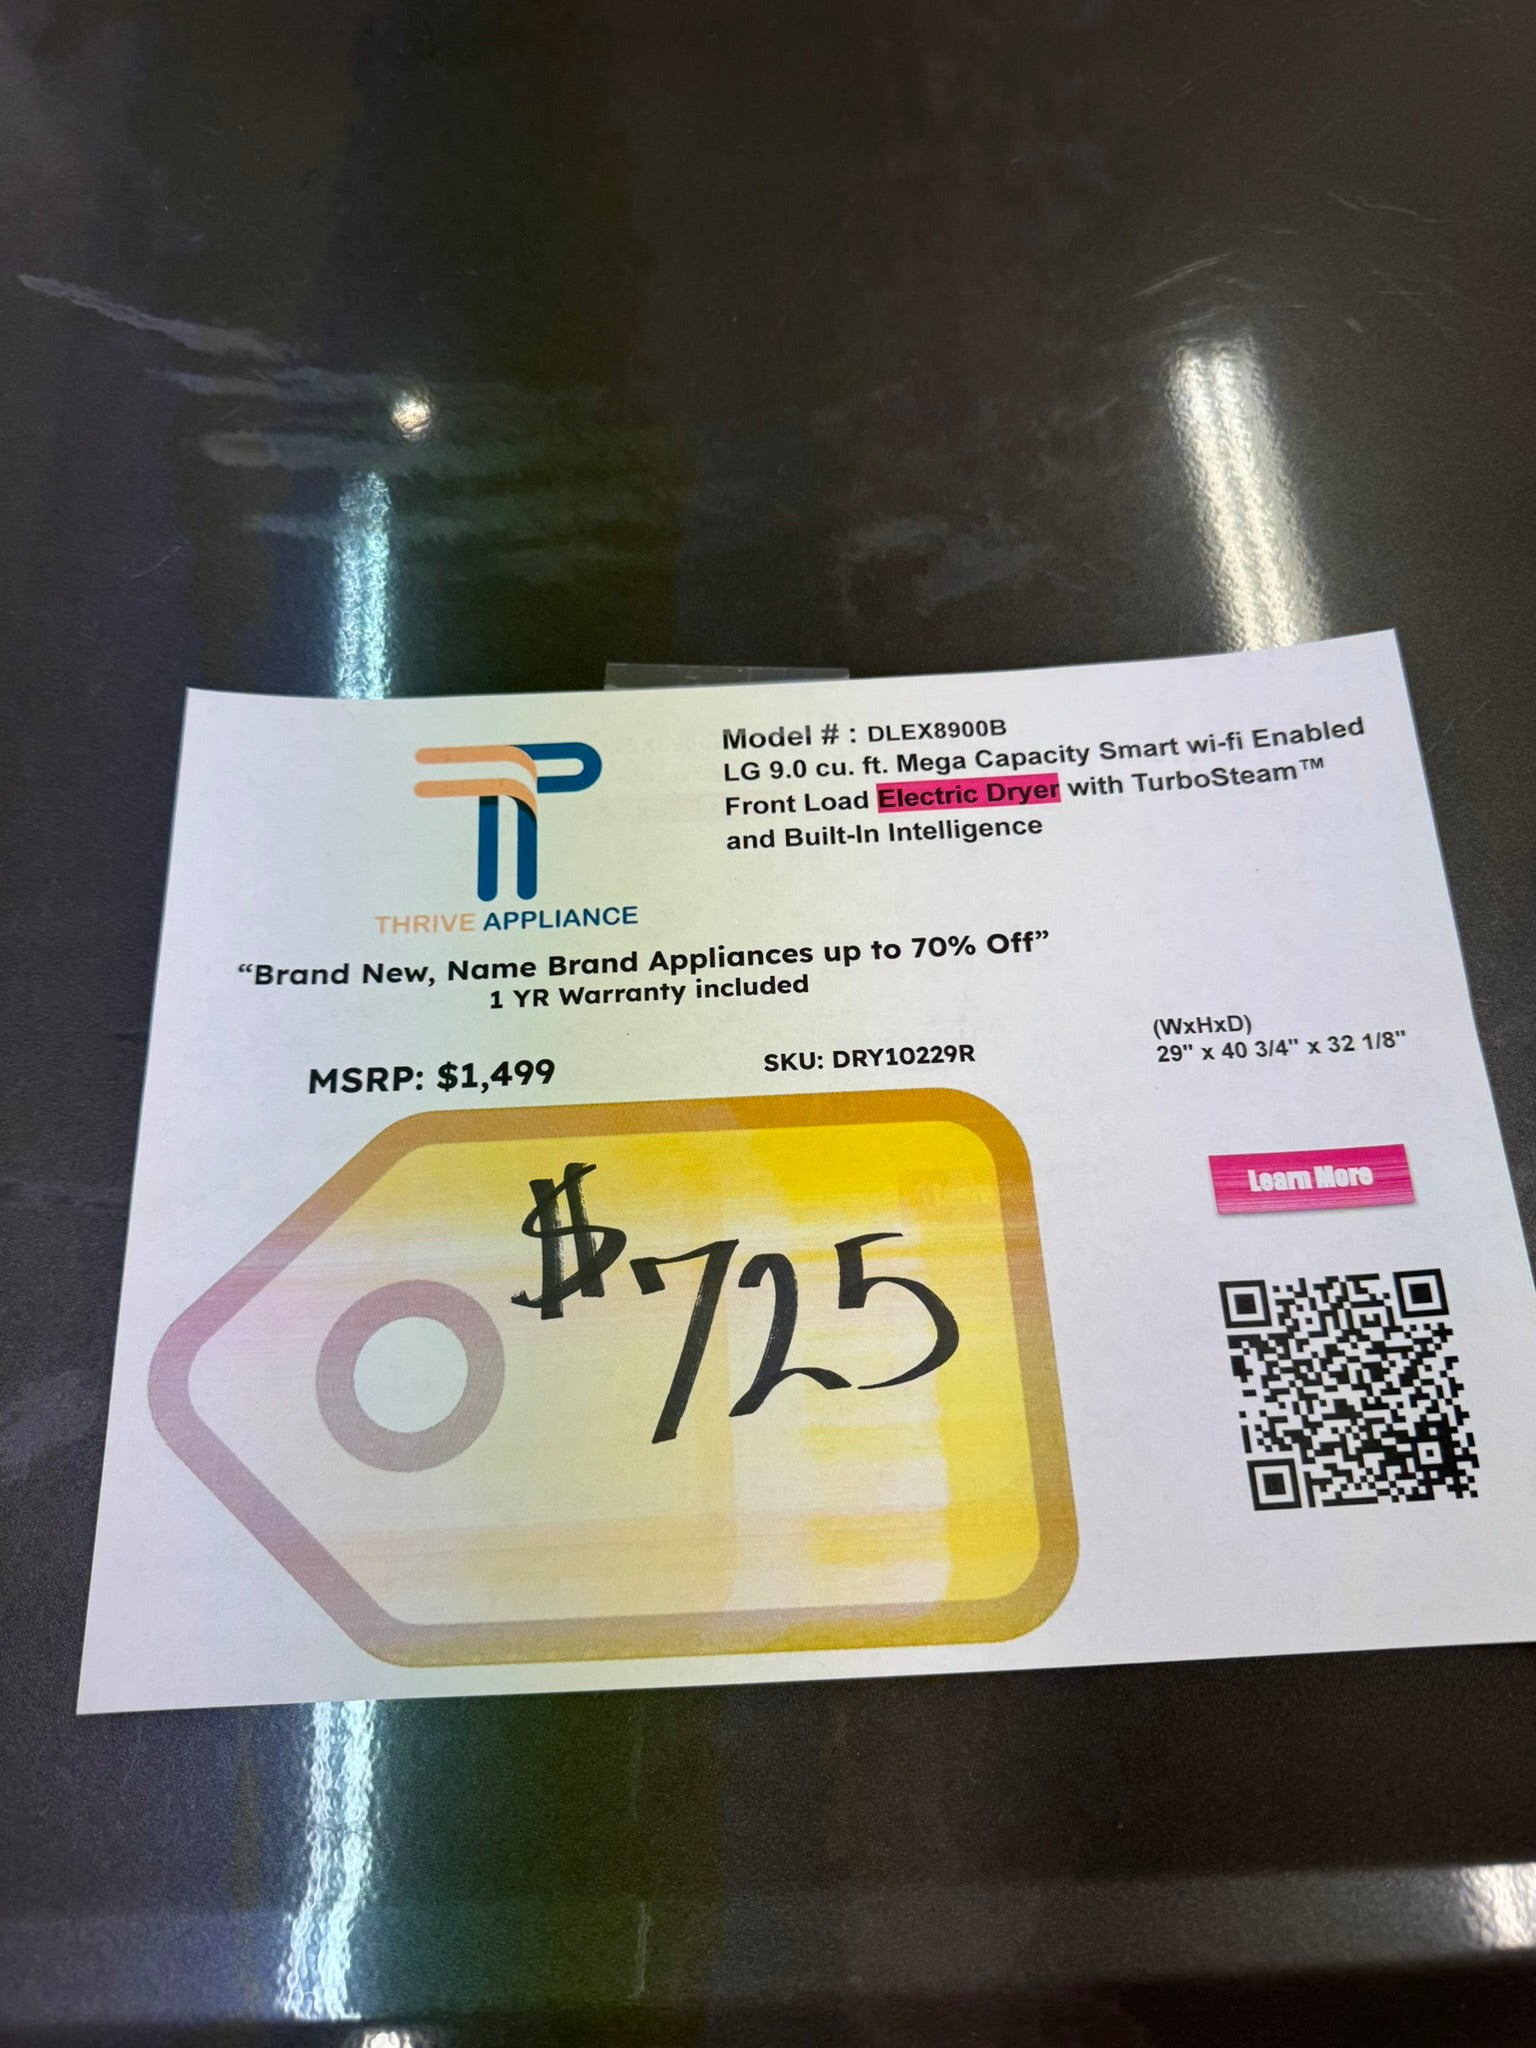 Model # : DLEX8900B
LG 9.0 cu. ft. Mega Capacity Smart wi-fi Enabled
Front Load Electric Dryer with TurboSteam™
and Built-In Intelligence
THRIVE APPLIANCE
“Brand New, Name Brand Appliances up to 70% Off”
1 YR Warranty included
MSRP: $1,499
SKU: DRY10229R
(WxHxD)
29" x 40 3/4" x 32 1/8"
Learn More
$725